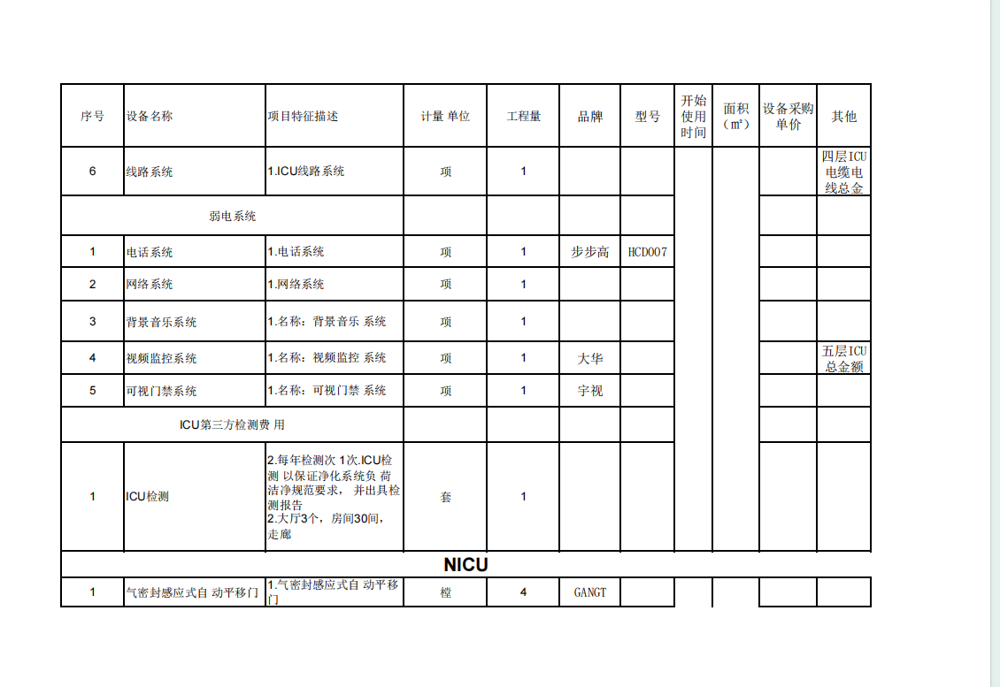 序号 设备名称 项目特征描述 计量 单位 工程量 品牌 型号 开始使用时间 面积（㎡） 设备采购单价 其他
6 线路系统 1.ICU线路系统 项 1 四层ICU电缆电线总金
弱电系统
1 电话系统 1.电话系统 项 1 步步高 HCD007
2 网络系统 1.网络系统 项 1
3 背景音乐系统 1.名称：背景音乐 系统 项 1
4 视频监控系统 1.名称：视频监控 系统 项 1 大华 五层ICU总金额
5 可视门禁系统 1.名称：可视门禁 系统 项 1 宇视
ICU第三方检测费 用
1 ICU检测 2.每年检测次 1次.ICU检
测 以保证净化系统负 荷
洁净规范要求， 并出具检
测报告
2.大厅3个，房间30间，
走廊 套 1
NICU
1 气密封感应式自 动平移门 1.气密封感应式自 动平移门 樘 4 GANGT